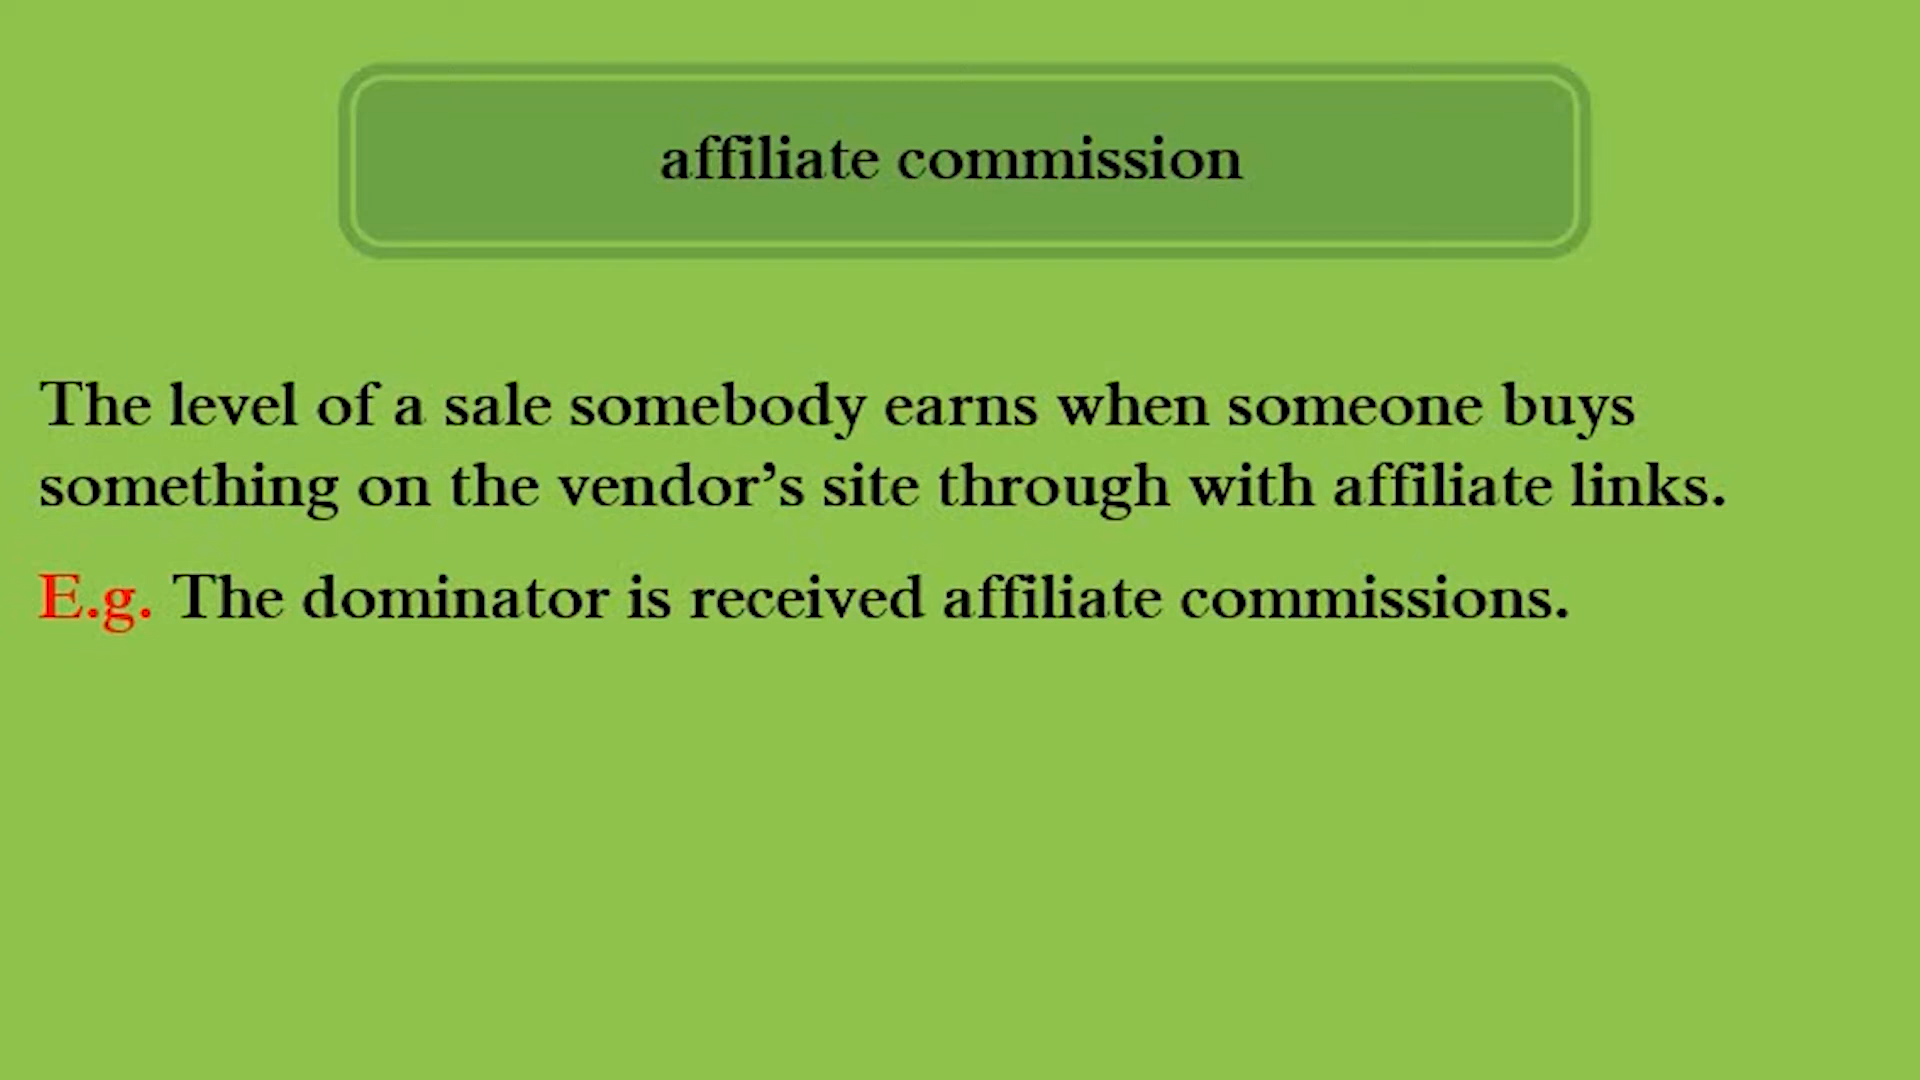 affiliate commission
The level of a sale somebody earns when someone buys
something on the vendor’s site through with affiliate links.
E.g. The dominator is received affiliate commissions.